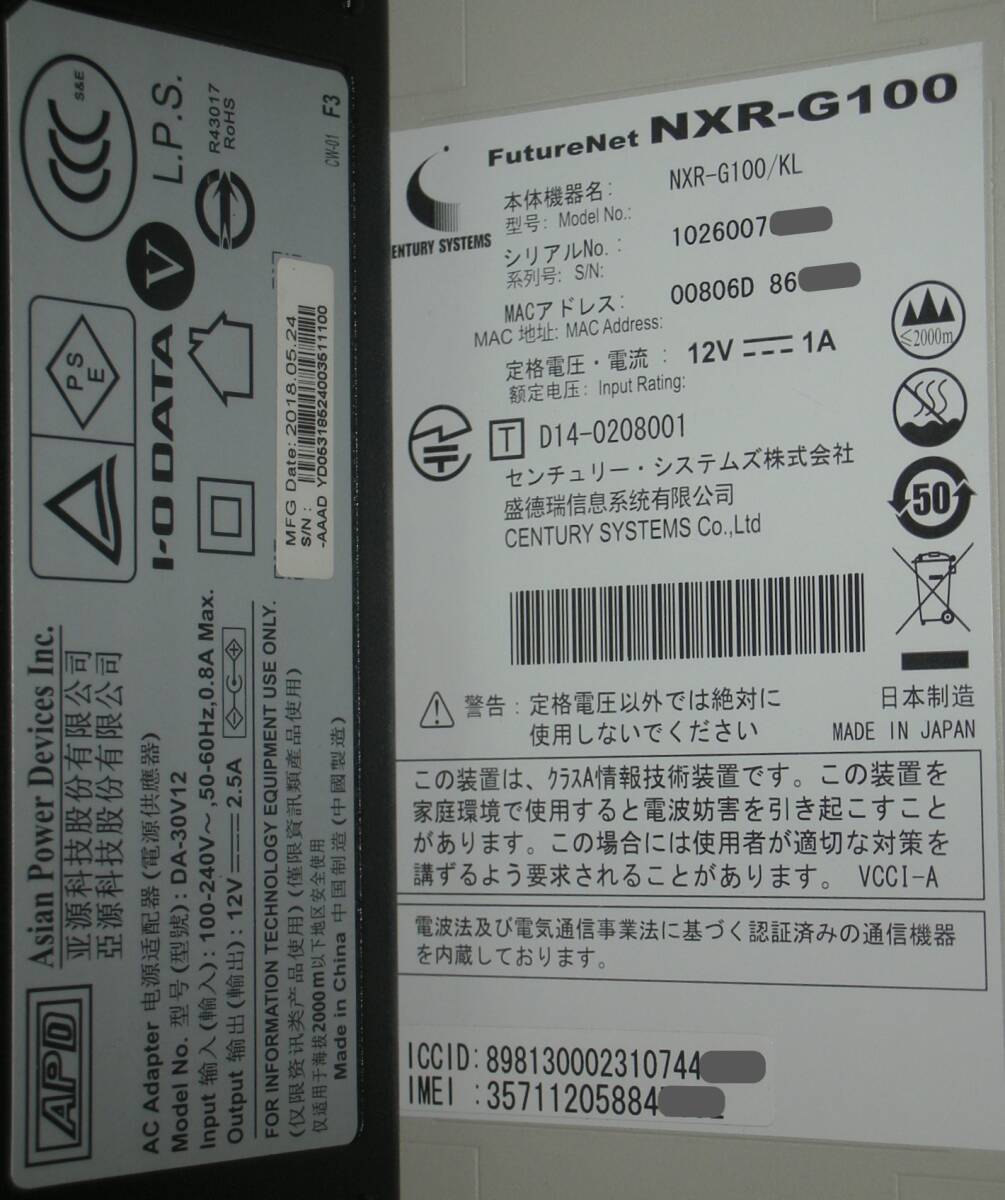 S&E
L.P.S.
R43017
RoHS
CW-01
F3
V
I-O DATA
P
S
E
MFG Date: 2018.05.24
S/N :
-AAAD YD0531852400351100
Asian Power Devices Inc.
亚源科技股份有限公司
亞源科技股份有限公司
APD
AC Adapter 电源适配器(電源供應器)
Model No. 型号(型號): DA-30V12
Input 输入(輸入): 100-240V～,50-60Hz,0.8A Max.
Output 输出(輸出): 12V 2.5A
FOR INFORMATION TECHNOLOGY EQUIPMENT USE ONLY.
(仅限资讯类产品使用)(僅限資訊類產品使用)
仅适用于海拔2000m以下地区安全使用
Made in China 中国制造(中國製造)
FutureNet NXR-G100
CENTURY SYSTEMS
本体機器名: NXR-G100/KL
型号: Model No.:
シリアルNo.: 1026007
系列号: S/N:
MACアドレス: 00806D 86
MAC 地址: MAC Address:
定格電圧・電流 : 12V 1A
额定电压: Input Rating:
≤2000m
T D14-0208001
センチュリー・システムズ株式会社
盛德瑞信息系统有限公司
CENTURY SYSTEMS Co.,Ltd
50
警告: 定格電圧以外では絶対に
使用しないでください
日本制造
MADE IN JAPAN
この装置は、クラスA情報技術装置です。この装置を
家庭環境で使用すると電波妨害を引き起こすこと
があります。この場合には使用者が適切な対策を
講ずるよう要求されることがあります。 VCCI-A
電波法及び電気通信事業法に基づく認証済みの通信機器
を内蔵しております。
ICCID:898130002310744
IMEI :35711205884